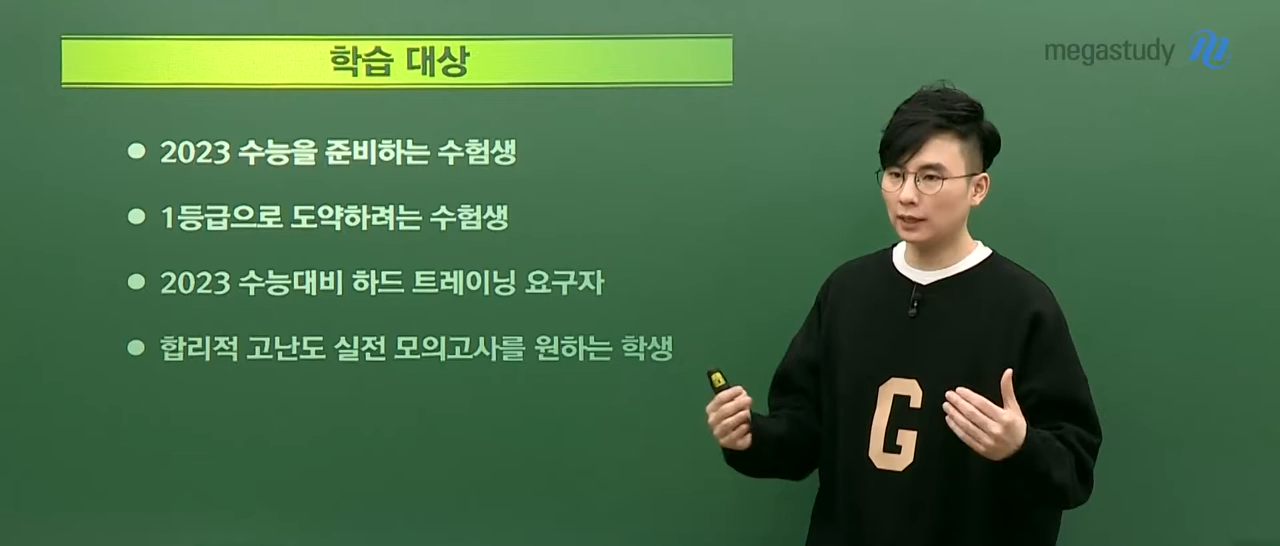 학습 대상
megastudy
● 2023 수능을 준비하는 수험생
● 1등급으로 도약하려는 수험생
● 2023 수능대비 하드 트레이닝 요구자
● 합리적 고난도 실전 모의고사를 원하는 학생
G